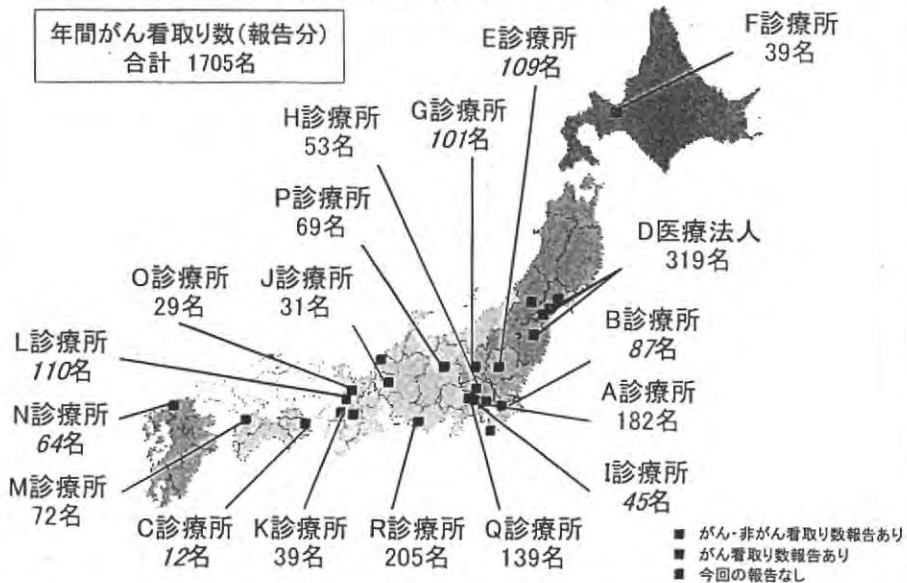 年間がん看取り数(報告分)
合計 1705名
E診療所
109名
F診療所
39名
H診療所
53名
G診療所
101名
P診療所
69名
D医療法人
319名
O診療所
29名
J診療所
31名
B診療所
87名
L診療所
110名
A診療所
182名
N診療所
64名
I診療所
45名
M診療所
72名
C診療所
12名
K診療所
39名
R診療所
205名
Q診療所
139名
■ がん・非がん看取り数報告あり
■ がん看取り数報告あり
■ 今回の報告なし